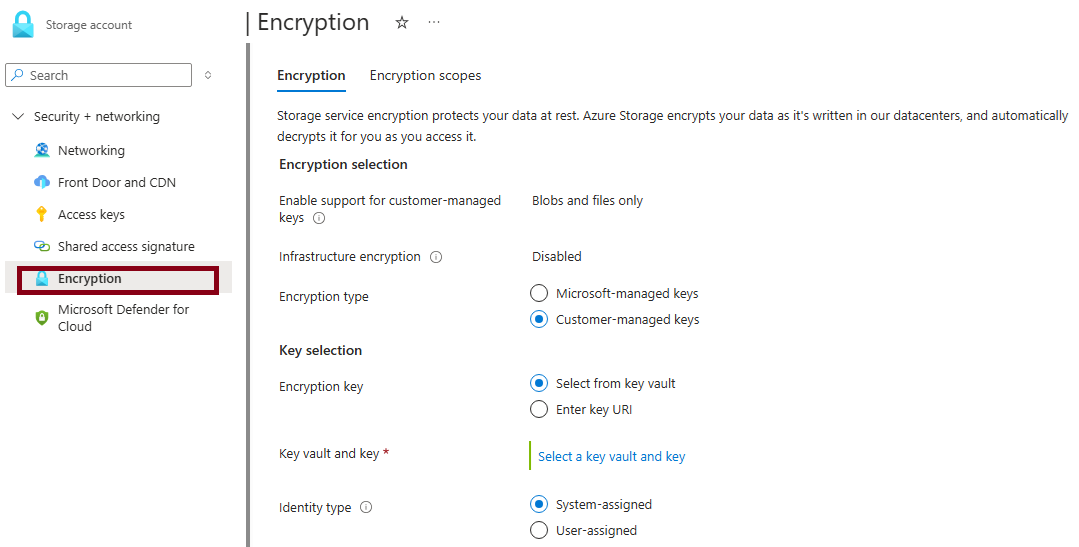 Storage account
| Encryption
Search
Security + networking
Networking
Front Door and CDN
Access keys
Shared access signature
Encryption
Microsoft Defender for
Cloud
Encryption Encryption scopes
Storage service encryption protects your data at rest. Azure Storage encrypts your data as it's written in our datacenters, and automatically
decrypts it for you as you access it.
Encryption selection
Enable support for customer-managed
keys
Blobs and files only
Infrastructure encryption Disabled
Encryption type
Microsoft-managed keys
Customer-managed keys
Key selection
Encryption key
Select from key vault
Enter key URI
Key vault and key * Select a key vault and key
Identity type
System-assigned
User-assigned